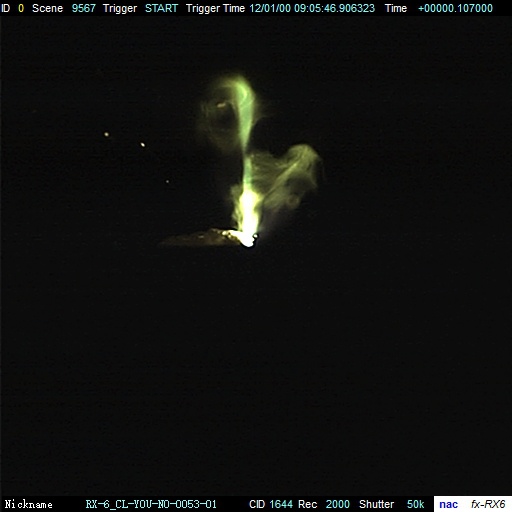 ID 0 Scene 9567 Trigger START Trigger Time 12/01/00 09:05:46.906323 Time +00000.107000
Nickname RX-6_CL-YOU-NO-0053-01 CID 1644 Rec 2000 Shutter 50k nac fx-RX6